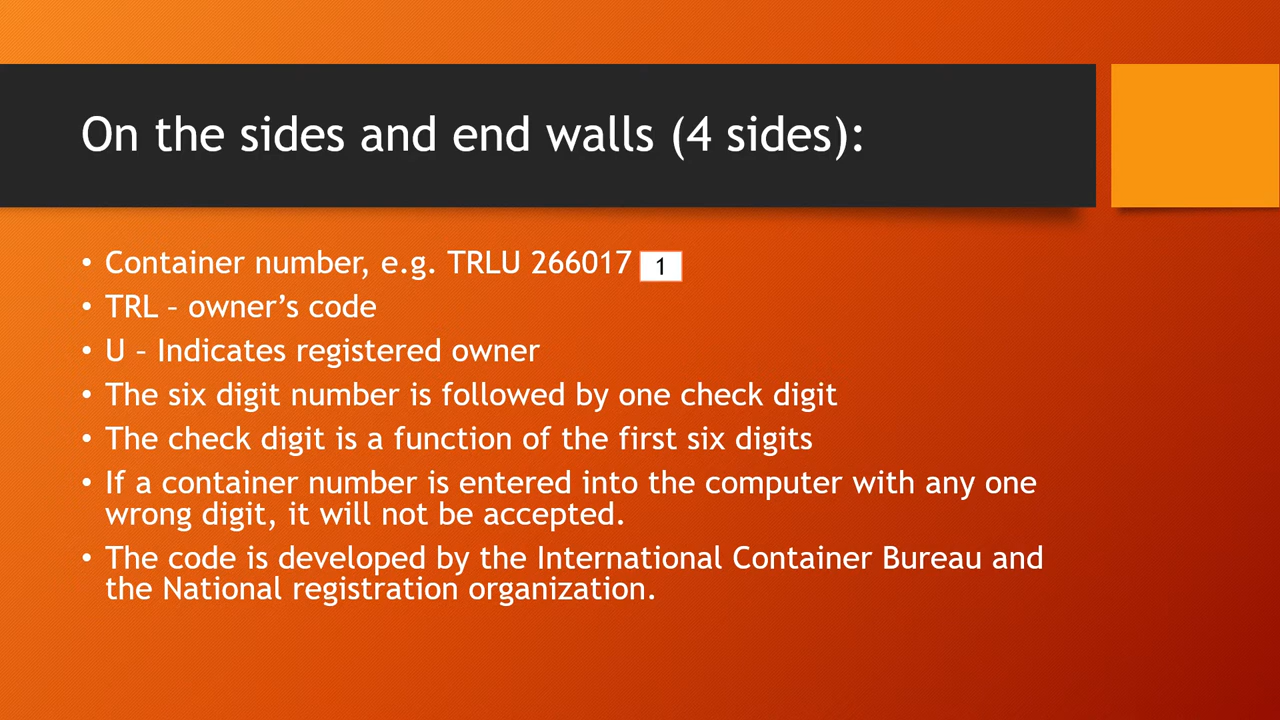 On the sides and end walls (4 sides):
• Container number, e.g. TRLU 266017 1
• TRL – owner’s code
• U – Indicates registered owner
• The six digit number is followed by one check digit
• The check digit is a function of the first six digits
• If a container number is entered into the computer with any one
wrong digit, it will not be accepted.
• The code is developed by the International Container Bureau and
the National registration organization.